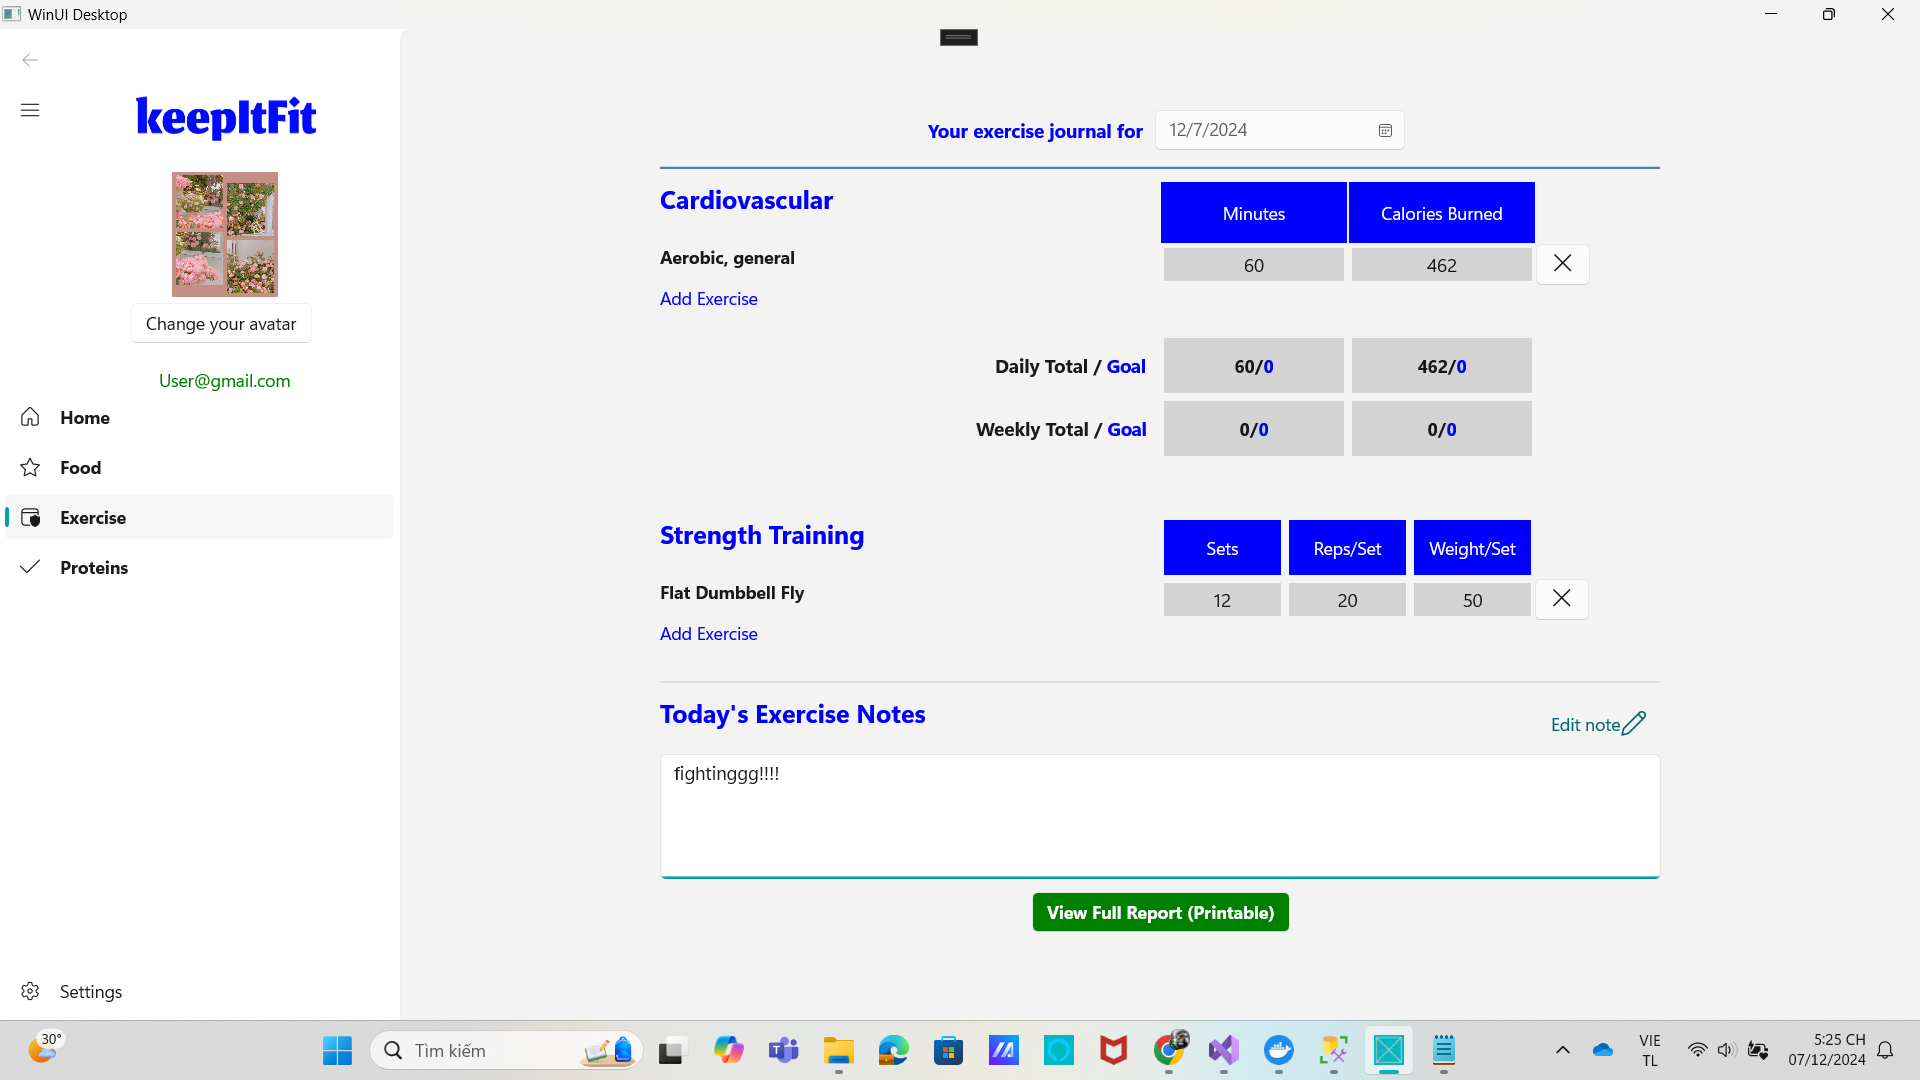 WinUI Desktop
keepItFit
Change your avatar
User@gmail.com
Home
Food
Exercise
Proteins
Settings
Your exercise journal for 12/7/2024
Cardiovascular Minutes Calories Burned
Aerobic, general 60 462
Add Exercise
Daily Total / Goal 60/0 462/0
Weekly Total / Goal 0/0 0/0
Strength Training Sets Reps/Set Weight/Set
Flat Dumbbell Fly 12 20 50
Add Exercise
Today's Exercise Notes
Edit note
fightinggg!!!!
View Full Report (Printable)
30°
Tìm kiếm
VIE
TL
5:25 CH
07/12/2024